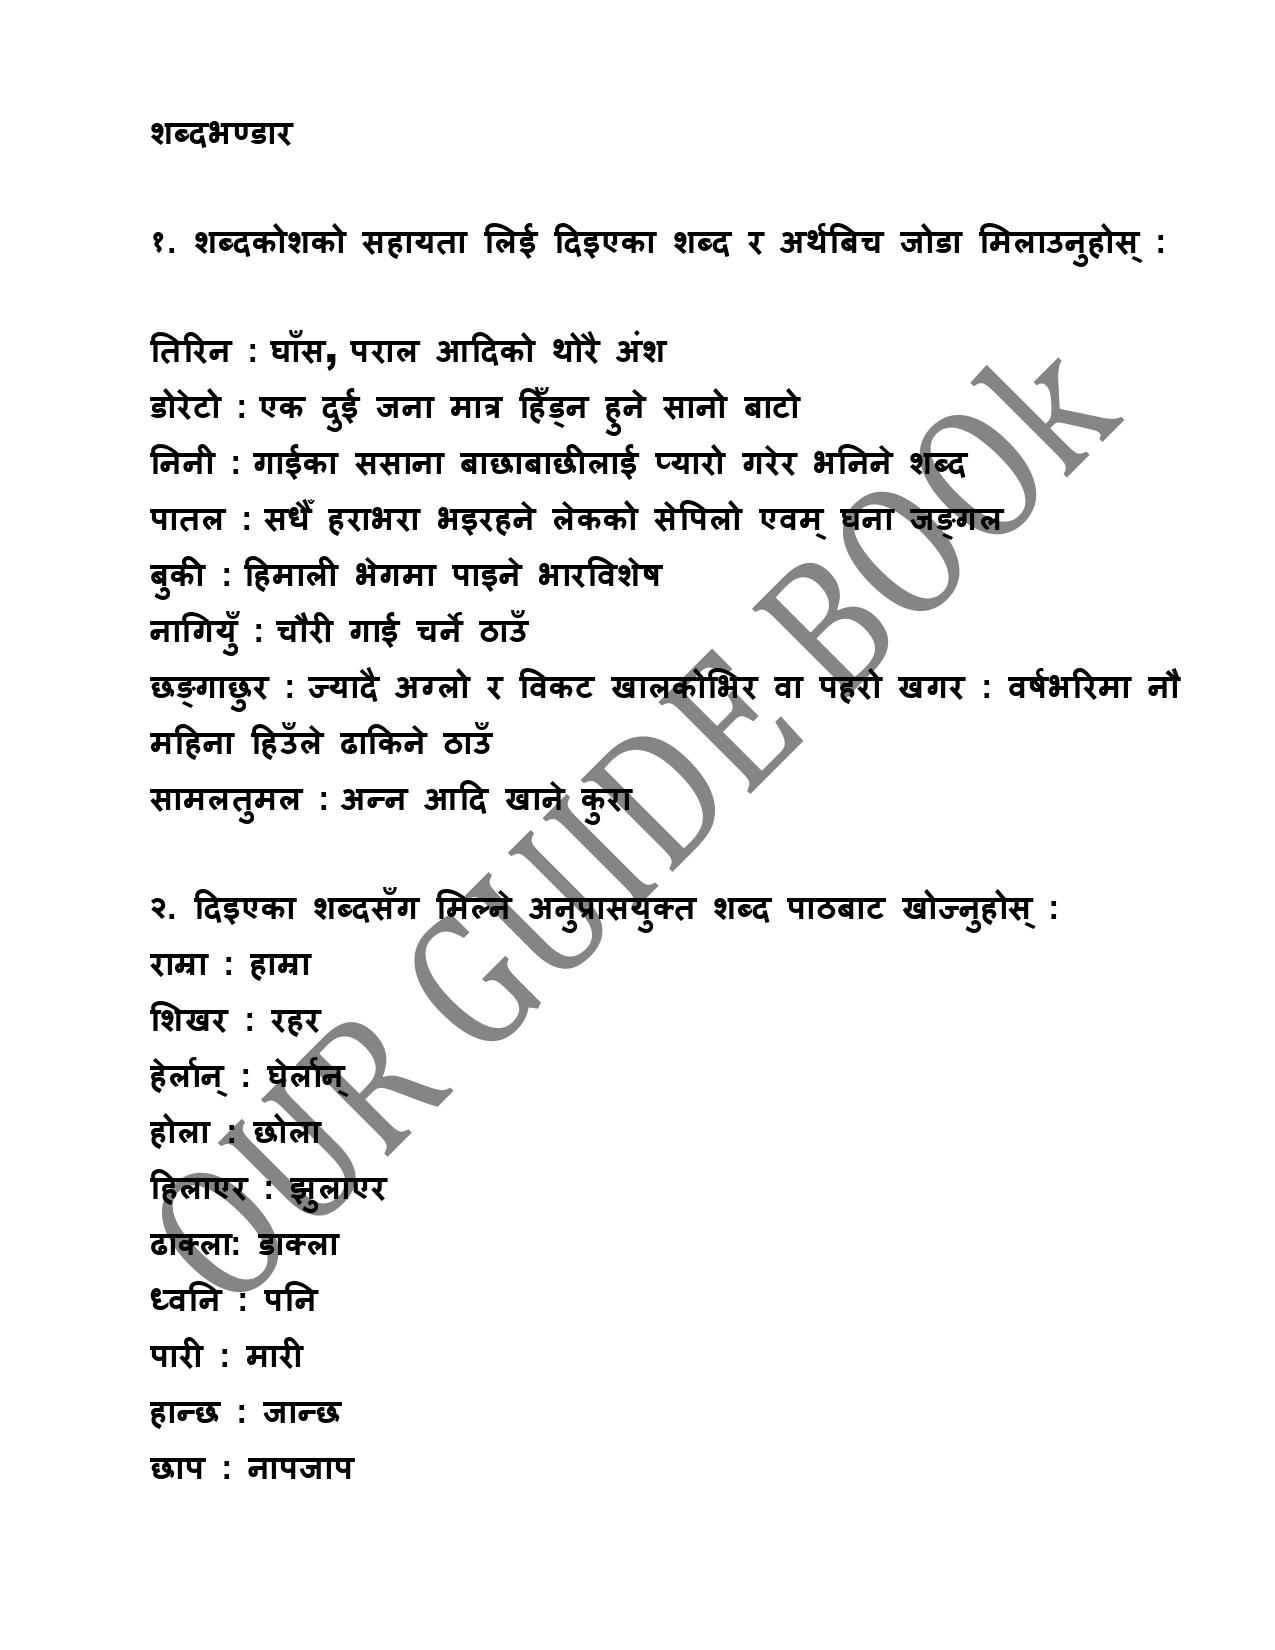 शब्दभण्डार
१. शब्दकोशको सहायता लिई दिइएका शब्द र अर्थबिच जोडा मिलाउनुहोस् :
तिरिन : घाँस, पराल आदिको थोरै अंश
डोरेटो : एक दुई जना मात्र हिँड्न हुने सानो बाटो
निनी : गाईका ससाना बाछाबाछीलाई प्यारो गरेर भनिने शब्द
पातल : सधैँ हराभरा भइरहने लेकको सेपिलो एवम् घना जङ्गल
बुकी : हिमाली भेगमा पाइने भारविशेष
नागियुँ : चौरी गाई चर्ने ठाउँ
छङ्गाछुर : ज्यादै अग्लो र विकट खालकोभिर वा पहरो खगर : वर्षभरिमा नौ
महिना हिउँले ढाकिने ठाउँ
सामलतुमल : अन्न आदि खाने कुरा
२. दिइएका शब्दसँग मिल्ने अनुप्रासयुक्त शब्द पाठबाट खोज्नुहोस् :
राम्रा : हाम्रा
शिखर : रहर
हेर्लान् : घेर्लान्
होला : छोला
हिलाएर : झुलाएर
ढाक्ला: डाक्ला
ध्वनि : पनि
पारी : मारी
हान्छ : जान्छ
छाप : नापजाप
OUR GUIDE BOOk